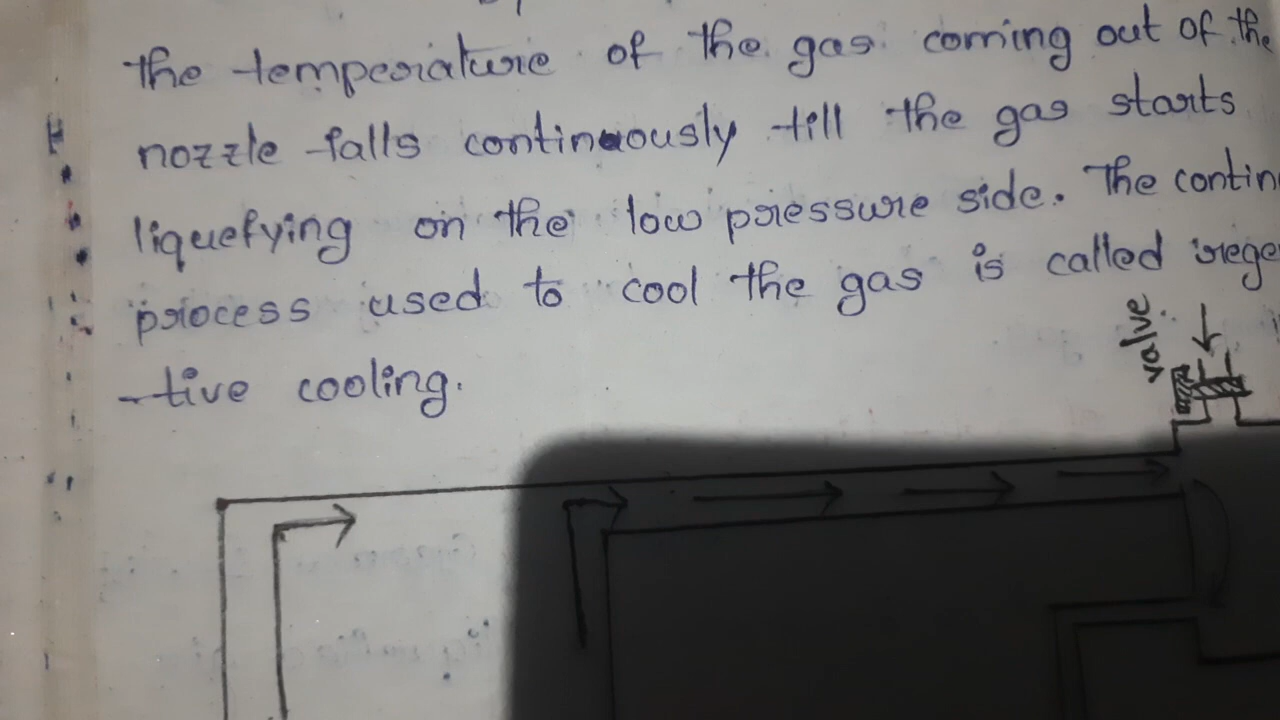 the temperature of the gas coming out of the
nozzle falls continuously till the gas starts
liquefying on the low pressure side. The contin
process used to cool the gas is called rege
-tive cooling.
valve.